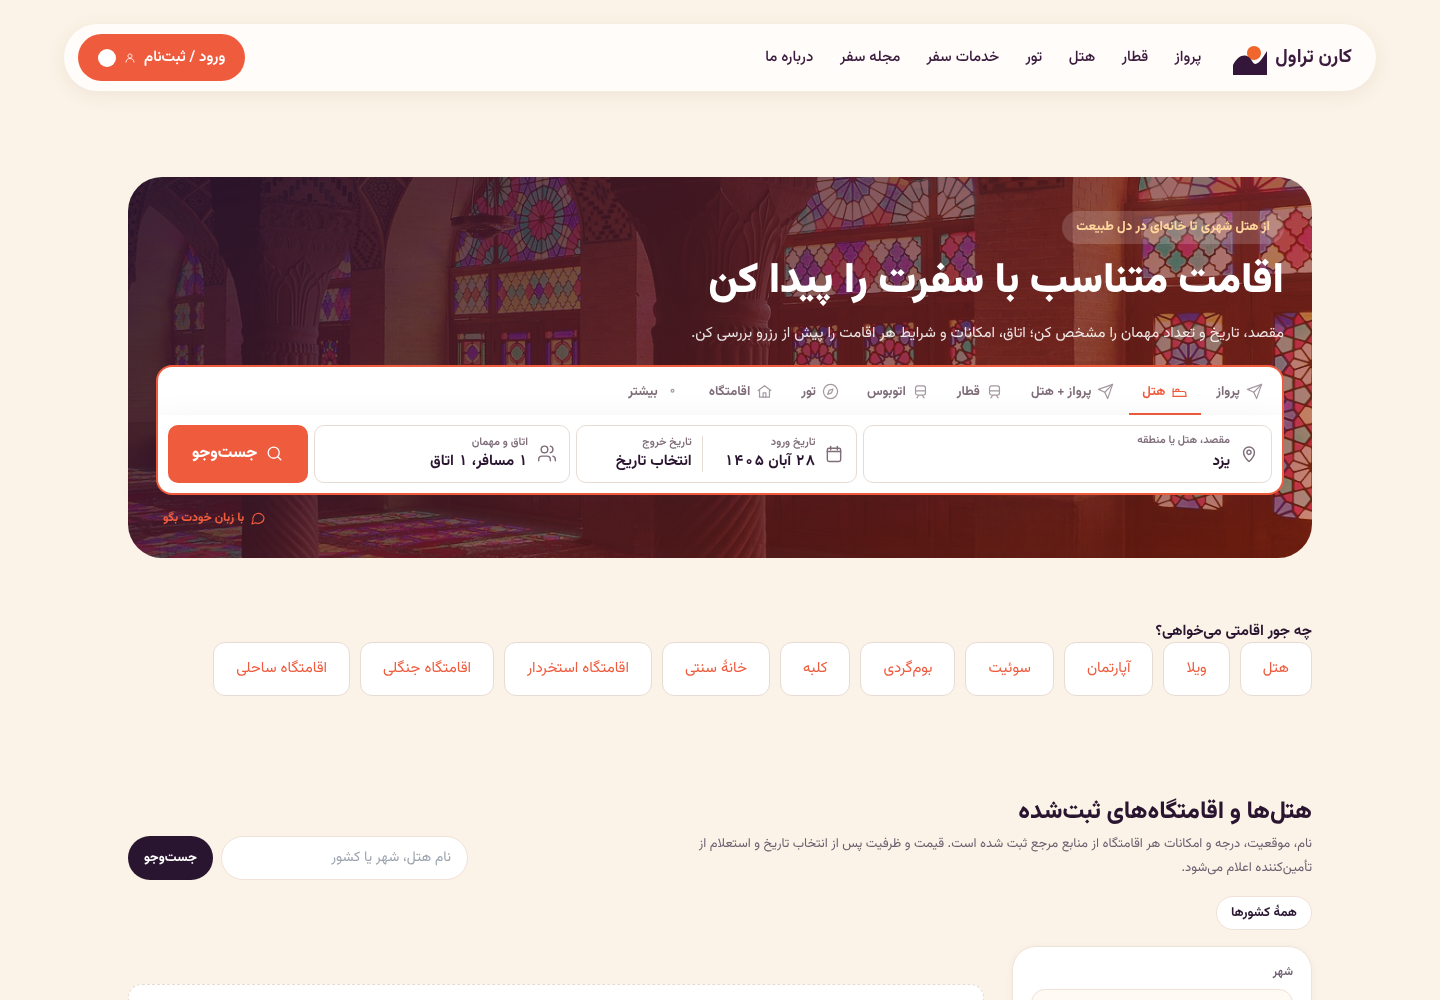 کارن تراول
پرواز
قطار
هتل
تور
خدمات سفر
مجله سفر
درباره ما
ورود / ثبت‌نام
از هتل شهری تا خانه‌ای در دل طبیعت
اقامت متناسب با سفرت را پیدا کن
مقصد، تاریخ و تعداد مهمان را مشخص کن؛ اتاق، امکانات و شرایط هر اقامت را پیش از رزرو بررسی کن.
پرواز
هتل
پرواز + هتل
قطار
اتوبوس
تور
اقامتگاه
بیشتر
مقصد، هتل یا منطقه
یزد
تاریخ ورود
۲۸ آبان ۱۴۰۵
تاریخ خروج
انتخاب تاریخ
اتاق و مهمان
۱ مسافر، ۱ اتاق
جست‌وجو
با زبان خودت بگو
چه جور اقامتی می‌خواهی؟
هتل
ویلا
آپارتمان
سوئیت
بوم‌گردی
کلبه
خانهٔ سنتی
اقامتگاه استخردار
اقامتگاه جنگلی
اقامتگاه ساحلی
هتل‌ها و اقامتگاه‌های ثبت‌شده
نام، موقعیت، درجه و امکانات هر اقامتگاه از منابع مرجع ثبت شده است. قیمت و ظرفیت پس از انتخاب تاریخ و استعلام از
تأمین‌کننده اعلام می‌شود.
نام هتل، شهر یا کشور
جست‌وجو
همهٔ کشورها
شهر